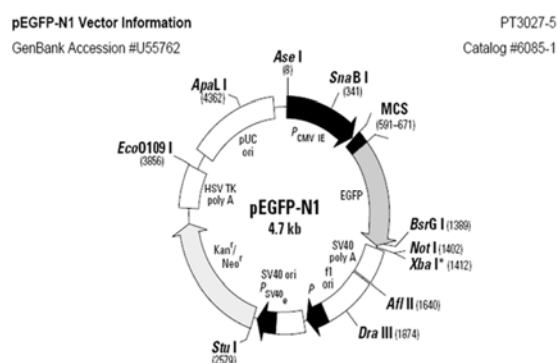 pEGFP-N1 Vector Information
PT3027-5
GenBank Accession #U55762
Catalog #6085-1
Ase I
(8)
SnaB I
(341)
ApaL I
(4362)
MCS
(591–671)
P CMV IE
pUC
ori
EcoO109 I
(3856)
HSV TK
poly A
EGFP
pEGFP-N1
4.7 kb
BsrG I (1389)
Not I (1402)
Xba I* (1412)
SV40
poly A
Kanr/
Neor
SV40 ori
f1
ori
P SV40 e
P
Afl II (1640)
Dra III (1874)
Stu I
(2579)